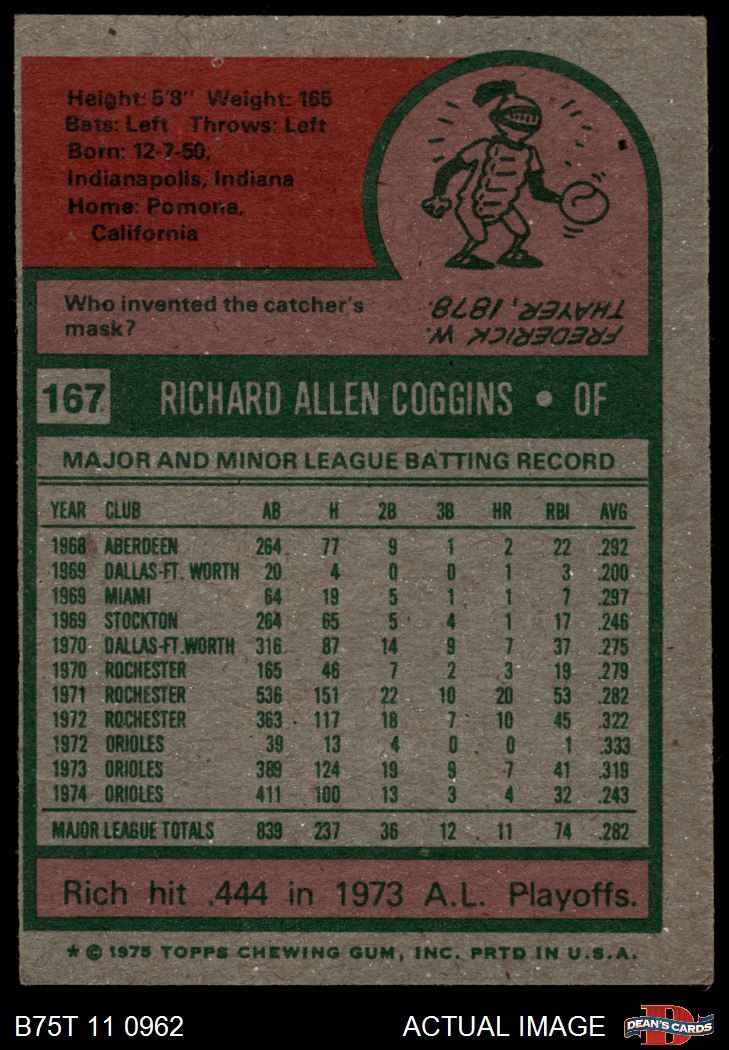 Height: 5'8" Weight: 165
Bats: Left Throws: Left
Born: 12-7-50,
Indianapolis, Indiana
Home: Pomona,
California
Who invented the catcher's
mask?
FREDERICK W.
THAYER, 1878.
167 RICHARD ALLEN COGGINS • OF
MAJOR AND MINOR LEAGUE BATTING RECORD
YEAR CLUB AB H 2B 3B HR RBI AVG
1968 ABERDEEN 264 77 9 1 2 22 .292
1969 DALLAS-FT. WORTH 20 4 0 0 1 3 .200
1969 MIAMI 64 19 5 1 1 7 .297
1969 STOCKTON 264 65 5 4 1 17 .246
1970 DALLAS-FT.WORTH 316 87 14 9 7 37 .275
1970 ROCHESTER 165 46 7 2 3 19 .279
1971 ROCHESTER 536 151 22 10 20 53 .282
1972 ROCHESTER 363 117 18 7 10 45 .322
1972 ORIOLES 39 13 4 0 0 1 .333
1973 ORIOLES 389 124 19 9 7 41 .319
1974 ORIOLES 411 100 13 3 4 32 .243
MAJOR LEAGUE TOTALS 839 237 36 12 11 74 .282
Rich hit .444 in 1973 A.L. Playoffs.
* © 1975 TOPPS CHEWING GUM, INC. PRTD IN U.S.A.
B75T 11 0962 ACTUAL IMAGE
D
DEAN'S CARDS